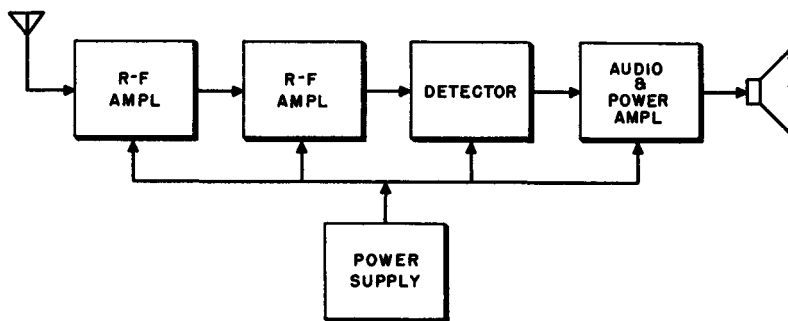 R-F
AMPL
R-F
AMPL
DETECTOR
AUDIO
&
POWER
AMPL
POWER
SUPPLY